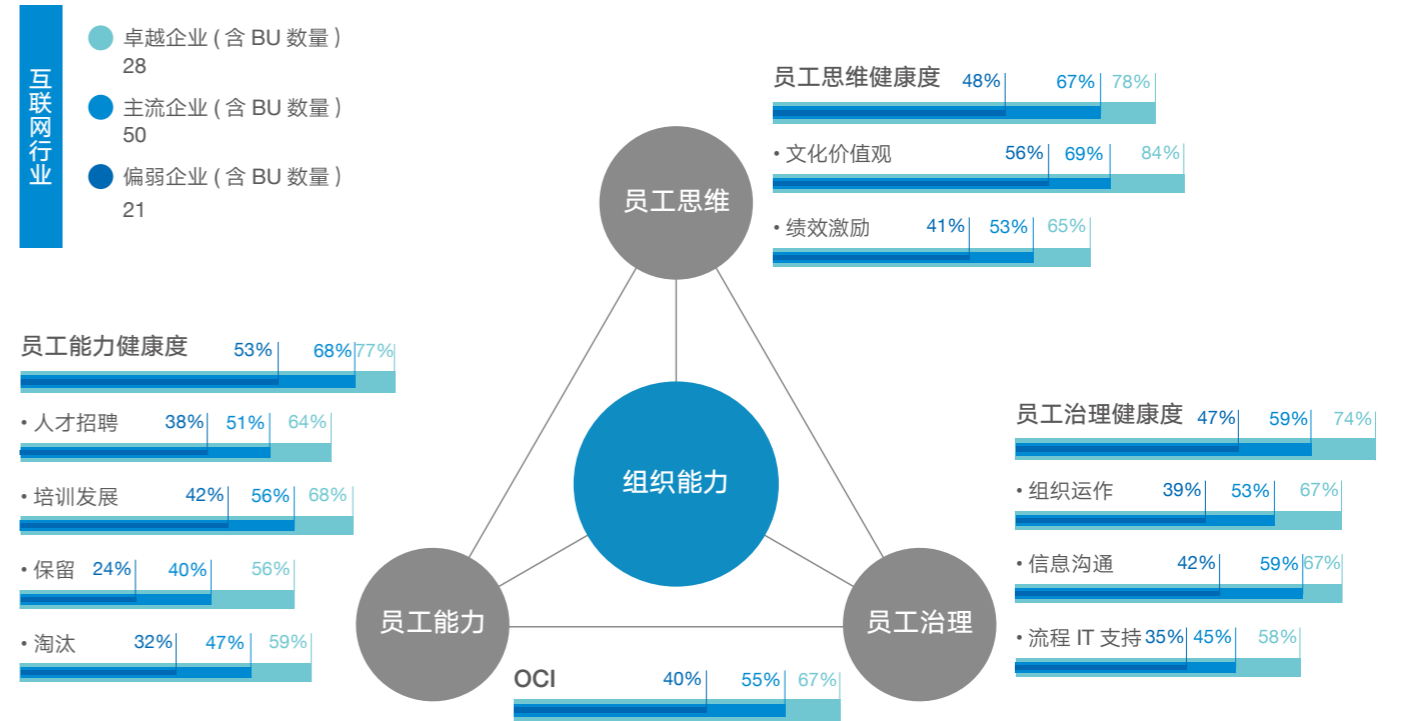 互联网行业
卓越企业 ( 含 BU 数量 )
28
主流企业 ( 含 BU 数量 )
50
偏弱企业 ( 含 BU 数量 )
21
员工思维健康度 48% 67% 78%
• 文化价值观 56% 69% 84%
• 绩效激励 41% 53% 65%
员工思维
员工能力健康度 53% 68% 77%
• 人才招聘 38% 51% 64%
• 培训发展 42% 56% 68%
• 保留 24% 40% 56%
• 淘汰 32% 47% 59%
组织能力
员工能力
员工治理
员工治理健康度 47% 59% 74%
• 组织运作 39% 53% 67%
• 信息沟通 42% 59% 67%
• 流程 IT 支持 35% 45% 58%
OCI 40% 55% 67%